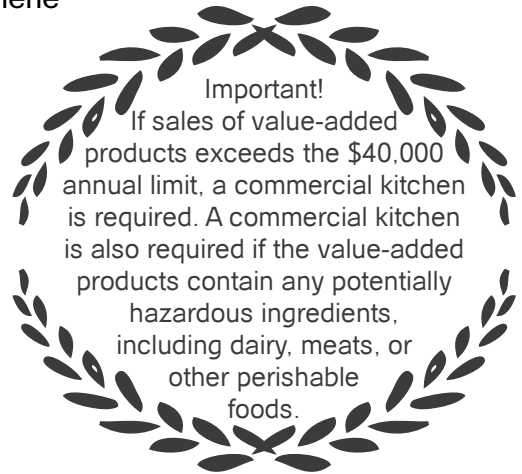 Important!
If sales of value-added
products exceeds the $40,000
annual limit, a commercial kitchen
is required. A commercial kitchen
is also required if the value-added
products contain any potentially
hazardous ingredients,
including dairy, meats, or
other perishable
foods.